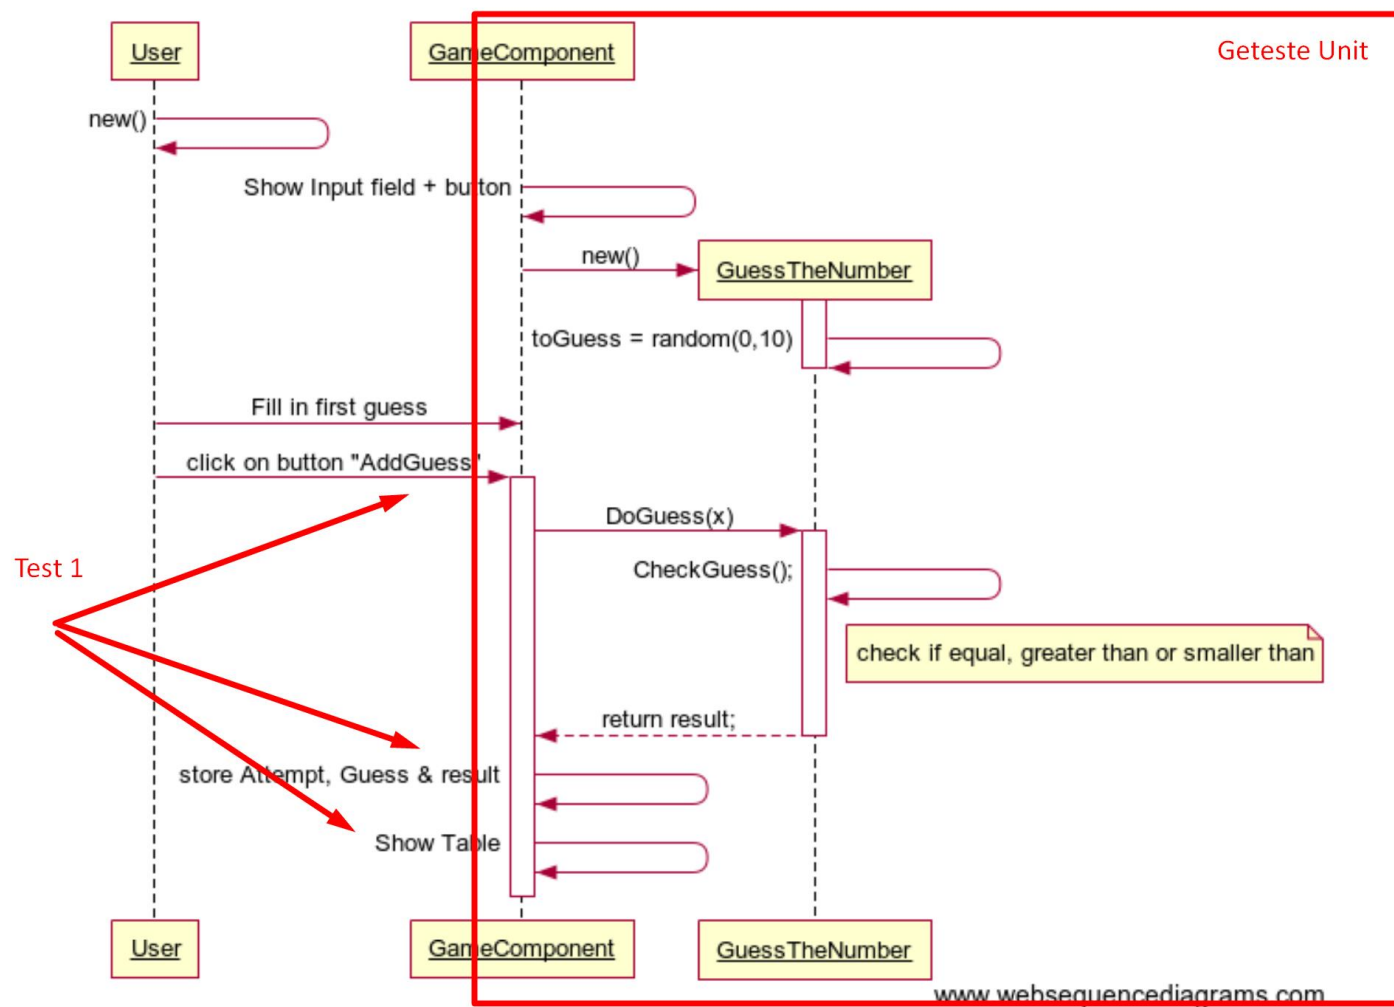 User
GameComponent
Geteste Unit
new()
Show Input field + button
new()
GuessTheNumber
toGuess = random(0,10)
Fill in first guess
click on button "AddGuess"
DoGuess(x)
Test 1
CheckGuess();
check if equal, greater than or smaller than
return result;
store Attempt, Guess & result
Show Table
User
GameComponent
GuessTheNumber
www.websequencediagrams.com